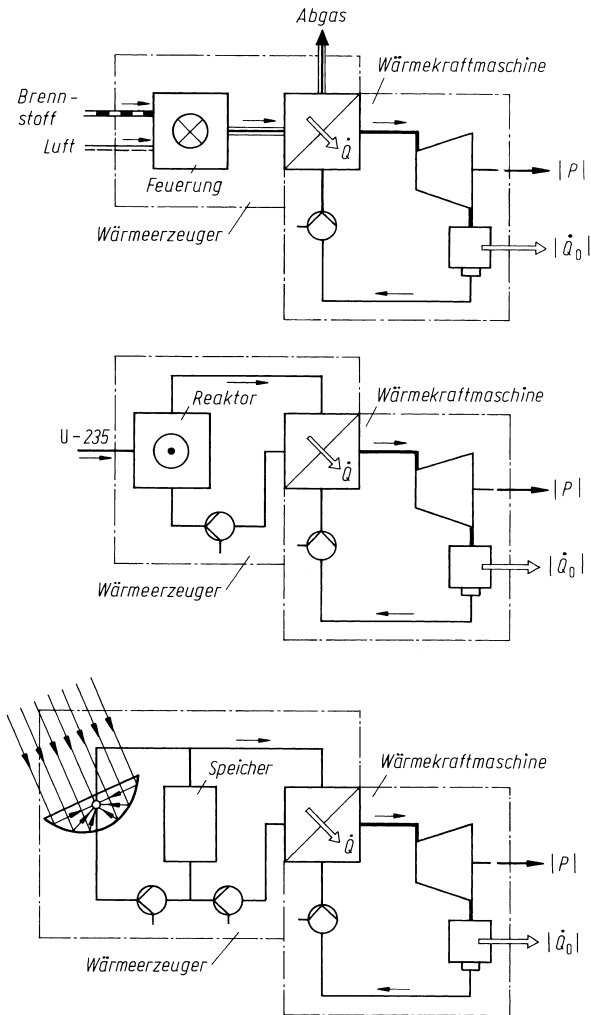 Abgas
Wärmekraftmaschine
Brenn-
stoff
Luft
Q̇
|P|
Feuerung
Wärmeerzeuger
|Q̇₀|
Wärmekraftmaschine
Reaktor
U-235
Q̇
|P|
|Q̇₀|
Wärmeerzeuger
Wärmekraftmaschine
Speicher
Q̇
|P|
|Q̇₀|
Wärmeerzeuger